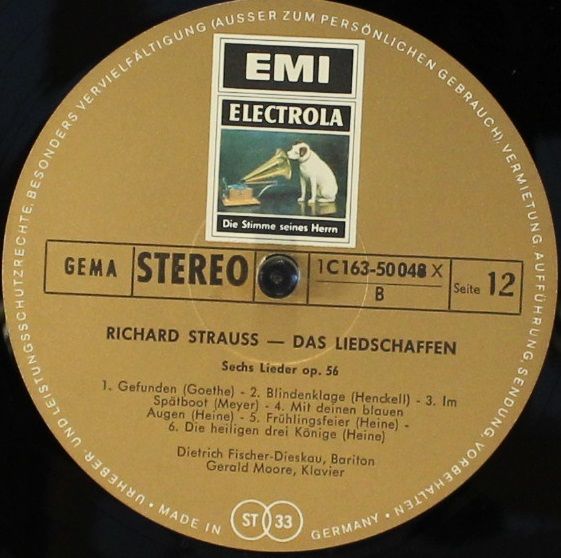 URHEBER- UND LEISTUNGSSCHUTZRECHTE, BESONDERS VERVIELFÄLTIGUNG (AUSSER ZUM PERSÖNLICHEN GEBRAUCH), VERMIETUNG, AUFFÜHRUNG, SENDUNG, VORBEHALTEN
EMI
ELECTROLA
Die Stimme seines Herrn
GEMA STEREO 1C163-50048 X
B
Seite 12
RICHARD STRAUSS — DAS LIEDSCHAFFEN
Sechs Lieder op. 56
1. Gefunden (Goethe) - 2. Blindenklage (Henckell) - 3. Im
Spätboot (Meyer) - 4. Mit deinen blauen
Augen (Heine) - 5. Frühlingsfeier (Heine) -
6. Die heiligen drei Könige (Heine)
Dietrich Fischer-Dieskau, Bariton
Gerald Moore, Klavier
• MADE IN ST 33 GERMANY •